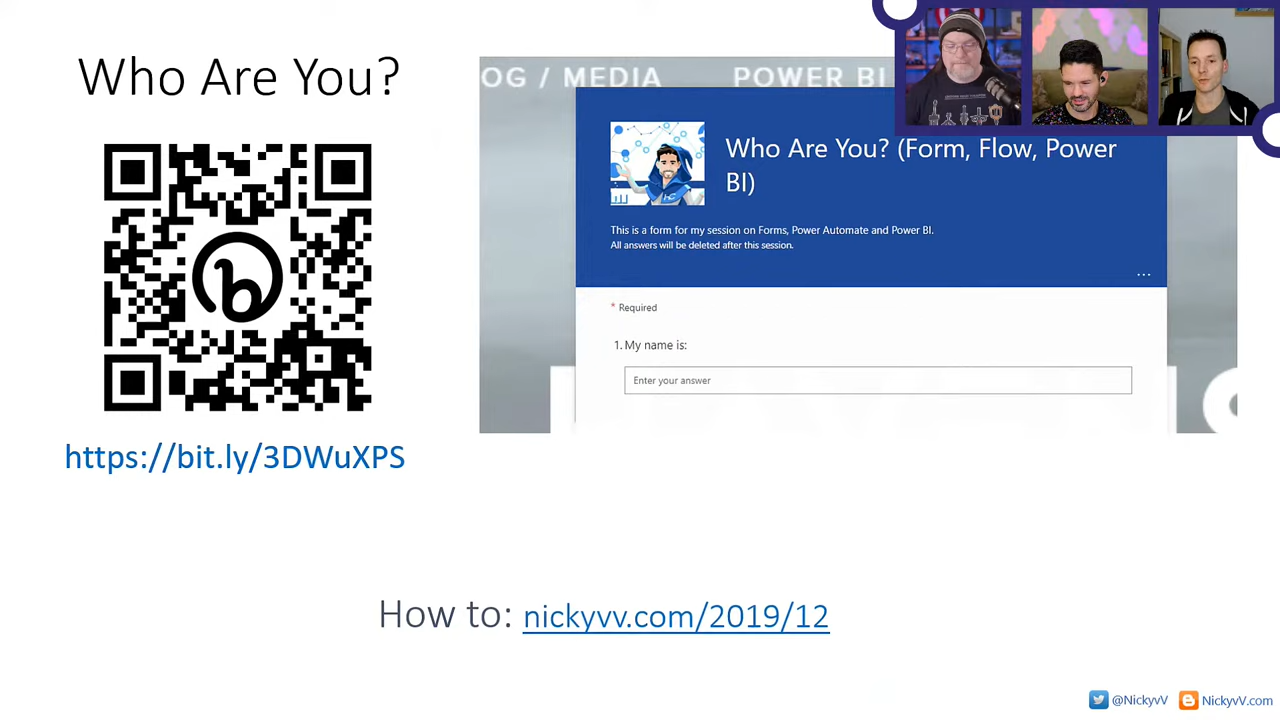 Who Are You?
https://bit.ly/3DWuXPS
LOG / MEDIA
POWER BI
Who Are You? (Form, Flow, Power
BI)
This is a form for my session on Forms, Power Automate and Power BI.
All answers will be deleted after this session.
...
* Required
1. My name is:
Enter your answer
How to: nickyvv.com/2019/12
@NickyvV NickyvV.com